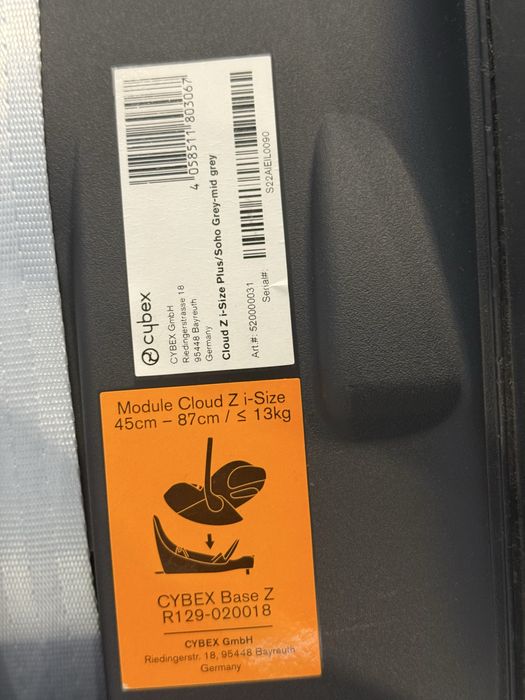 4 058511 803067
cybex
CYBEX GmbH
Riedingerstrasse 18
95448 Bayreuth
Germany
Cloud Z i-Size Plus/Soho Grey-mid grey
Art.#: 520000031
Serial#:
S22AIEIL0090
Module Cloud Z i-Size
45cm – 87cm / ≤ 13kg
CYBEX Base Z
R129-020018
CYBEX GmbH
Riedingerstr. 18, 95448 Bayreuth
Germany